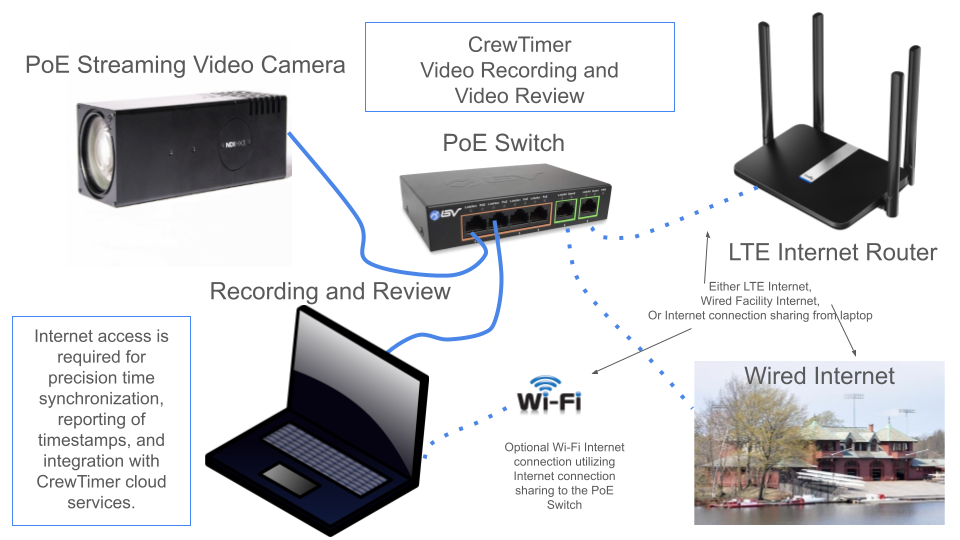 CrewTimer
Video Recording and
Video Review
PoE Streaming Video Camera
NDI
PoE Switch
BV
LTE Internet Router
Either LTE Internet,
Wired Facility Internet,
Or Internet connection sharing from laptop
Recording and Review
Internet access is
required for
precision time
synchronization,
reporting of
timestamps, and
integration with
CrewTimer cloud
services.
Wi-Fi
Optional Wi-Fi Internet
connection utilizing
Internet connection
sharing to the PoE
Switch
Wired Internet